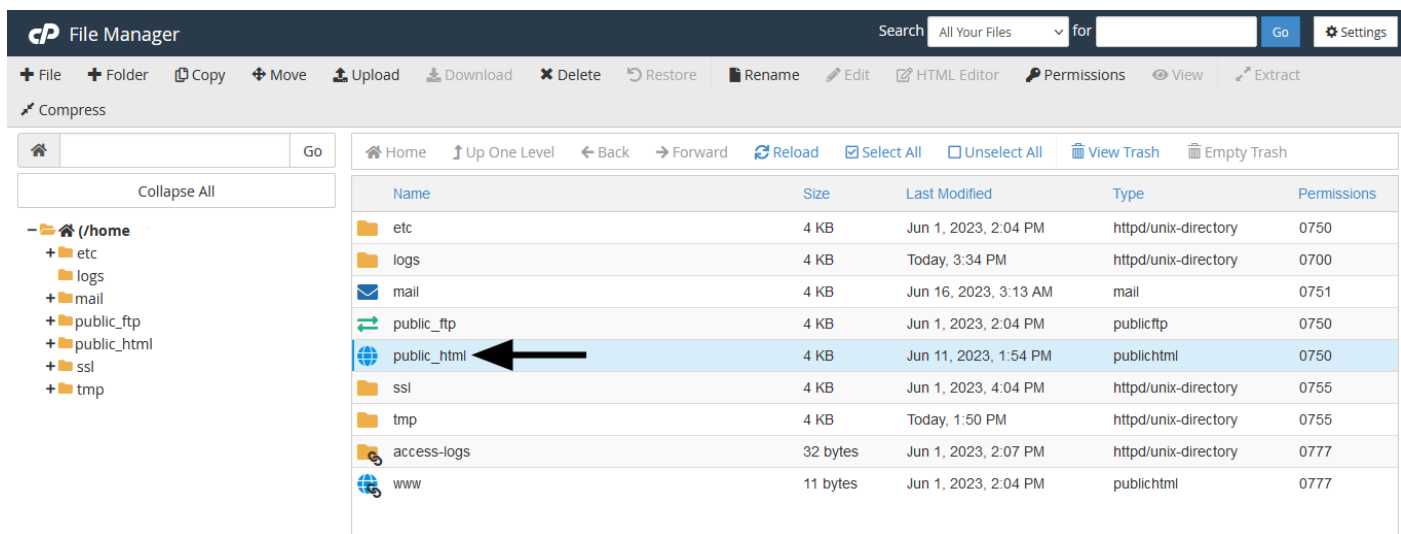 cP File Manager Search All Your Files for Go Settings
File Folder Copy Move Upload Download Delete Restore Rename Edit HTML Editor Permissions View Extract
Compress
Go
Collapse All
(/home
etc
logs
mail
public_ftp
public_html
ssl
tmp
Home Up One Level Back Forward Reload Select All Unselect All View Trash Empty Trash
Name Size Last Modified Type Permissions
etc 4 KB Jun 1, 2023, 2:04 PM httpd/unix-directory 0750
logs 4 KB Today, 3:34 PM httpd/unix-directory 0700
mail 4 KB Jun 16, 2023, 3:13 AM mail 0751
public_ftp 4 KB Jun 1, 2023, 2:04 PM publicftp 0750
public_html 4 KB Jun 11, 2023, 1:54 PM publichtml 0750
ssl 4 KB Jun 1, 2023, 4:04 PM httpd/unix-directory 0755
tmp 4 KB Today, 1:50 PM httpd/unix-directory 0755
access-logs 32 bytes Jun 1, 2023, 2:07 PM httpd/unix-directory 0777
www 11 bytes Jun 1, 2023, 2:04 PM publichtml 0777